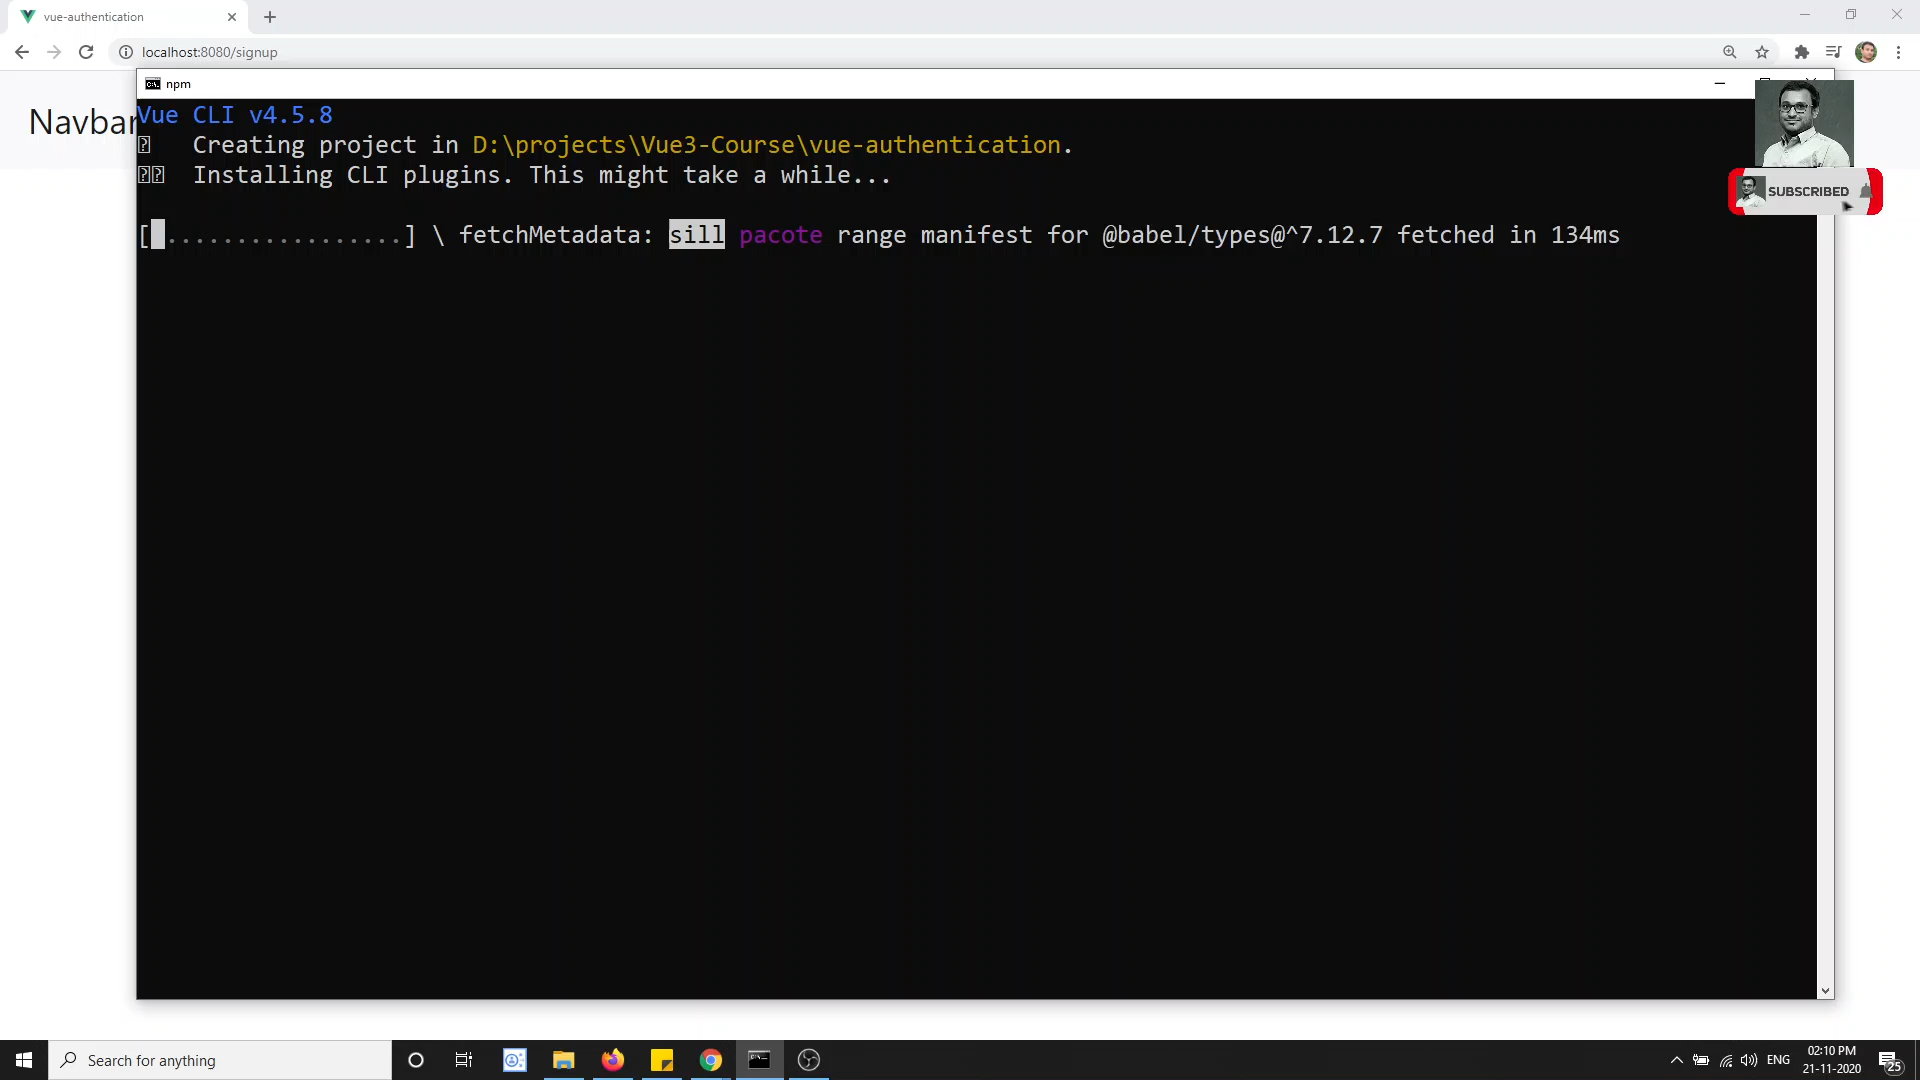 vue-authentication
localhost:8080/signup
npm
Navbar
Vue CLI v4.5.8
Creating project in D:\projects\Vue3-Course\vue-authentication.
Installing CLI plugins. This might take a while...
[ .................] \ fetchMetadata: sill pacote range manifest for @babel/types@^7.12.7 fetched in 134ms
SUBSCRIBED
Search for anything
ENG
02:10 PM
21-11-2020
25